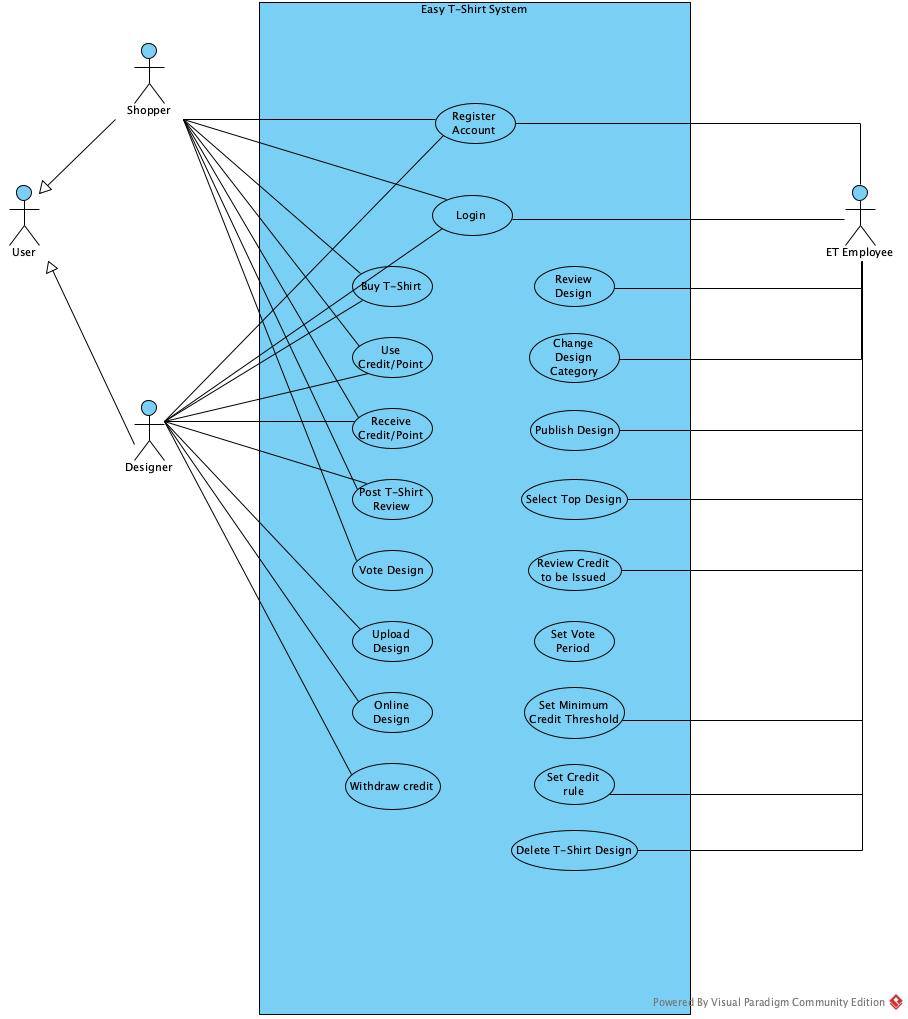 Easy T-Shirt System
Shopper
Register
Account
Login
User
ET Employee
Buy T-Shirt
Review
Design
Use
Credit/Point
Change
Design
Category
Receive
Credit/Point
Publish Design
Designer
Post T-Shirt
Review
Select Top Design
Vote Design
Review Credit
to be Issued
Upload
Design
Set Vote
Period
Online
Design
Set Minimum
Credit Threshold
Withdraw credit
Set Credit
rule
Delete T-Shirt Design
Powered By Visual Paradigm Community Edition